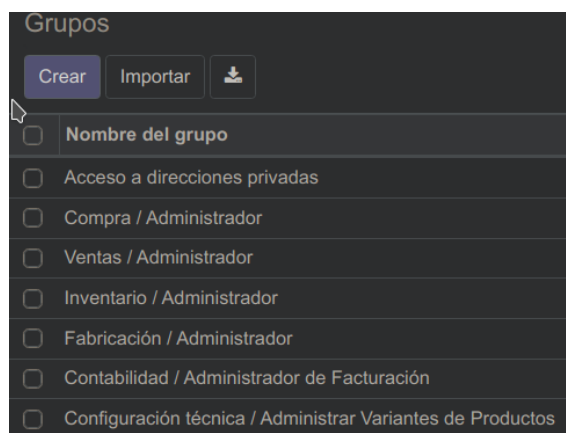 Grupos
Crear Importar
Nombre del grupo
Acceso a direcciones privadas
Compra / Administrador
Ventas / Administrador
Inventario / Administrador
Fabricación / Administrador
Contabilidad / Administrador de Facturación
Configuración técnica / Administrar Variantes de Productos